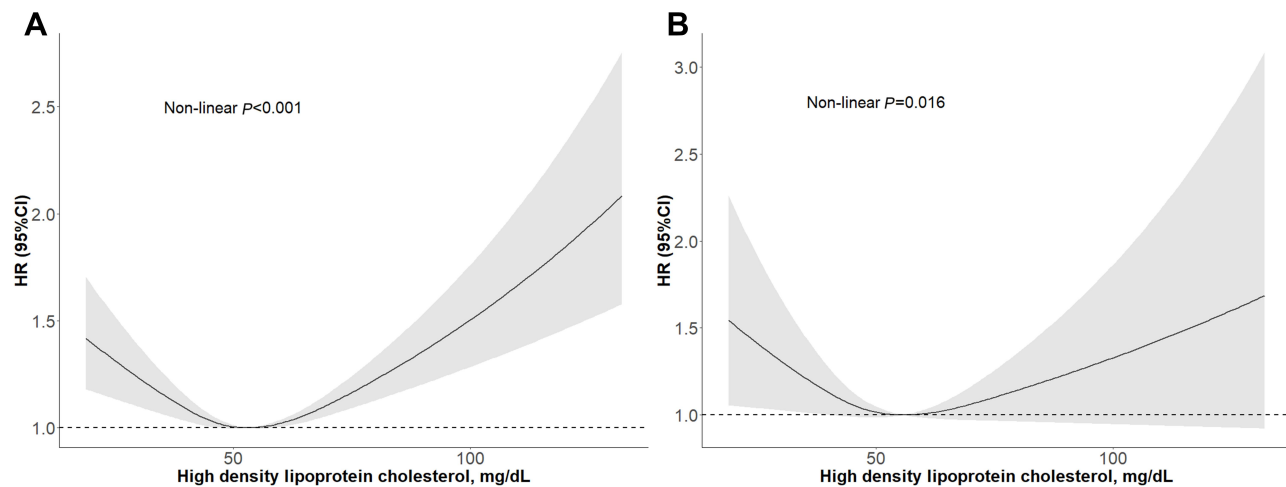 A
HR (95%CI)
2.5
2.0
1.5
1.0
Non-linear P<0.001
50
100
High density lipoprotein cholesterol, mg/dL
B
HR (95%CI)
3.0
2.5
2.0
1.5
1.0
Non-linear P=0.016
50
100
High density lipoprotein cholesterol, mg/dL